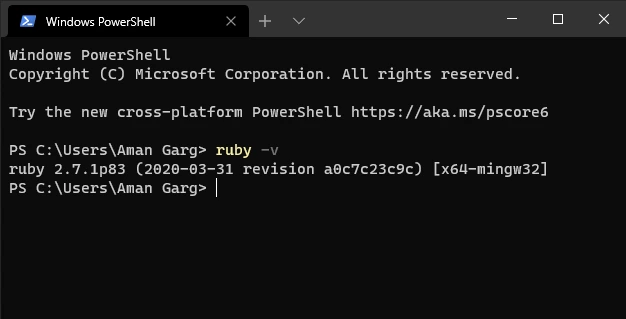 Windows PowerShell
Windows PowerShell
Copyright (C) Microsoft Corporation. All rights reserved.
Try the new cross-platform PowerShell https://aka.ms/pscore6
PS C:\Users\Aman Garg> ruby -v
ruby 2.7.1p83 (2020-03-31 revision a0c7c23c9c) [x64-mingw32]
PS C:\Users\Aman Garg>